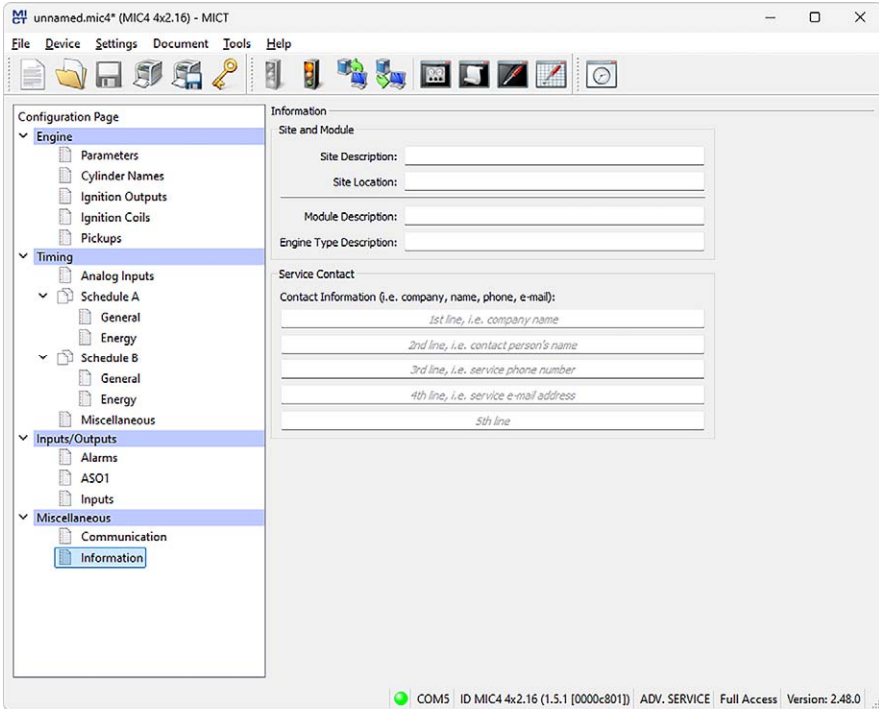 MICT unnamed.mic4* (MIC4 4x2.16) - MICT
File Device Settings Document Tools Help
Configuration Page
Engine
Parameters
Cylinder Names
Ignition Outputs
Ignition Coils
Pickups
Timing
Analog Inputs
Schedule A
General
Energy
Schedule B
General
Energy
Miscellaneous
Inputs/Outputs
Alarms
ASO1
Inputs
Miscellaneous
Communication
Information
Information
Site and Module
Site Description:
Site Location:
Module Description:
Engine Type Description:
Service Contact
Contact Information (i.e. company, name, phone, e-mail):
1st line, i.e. company name
2nd line, i.e. contact person's name
3rd line, i.e. service phone number
4th line, i.e. service e-mail address
5th line
COM5 ID MIC4 4x2.16 (1.5.1 [0000c801]) ADV. SERVICE Full Access Version: 2.48.0